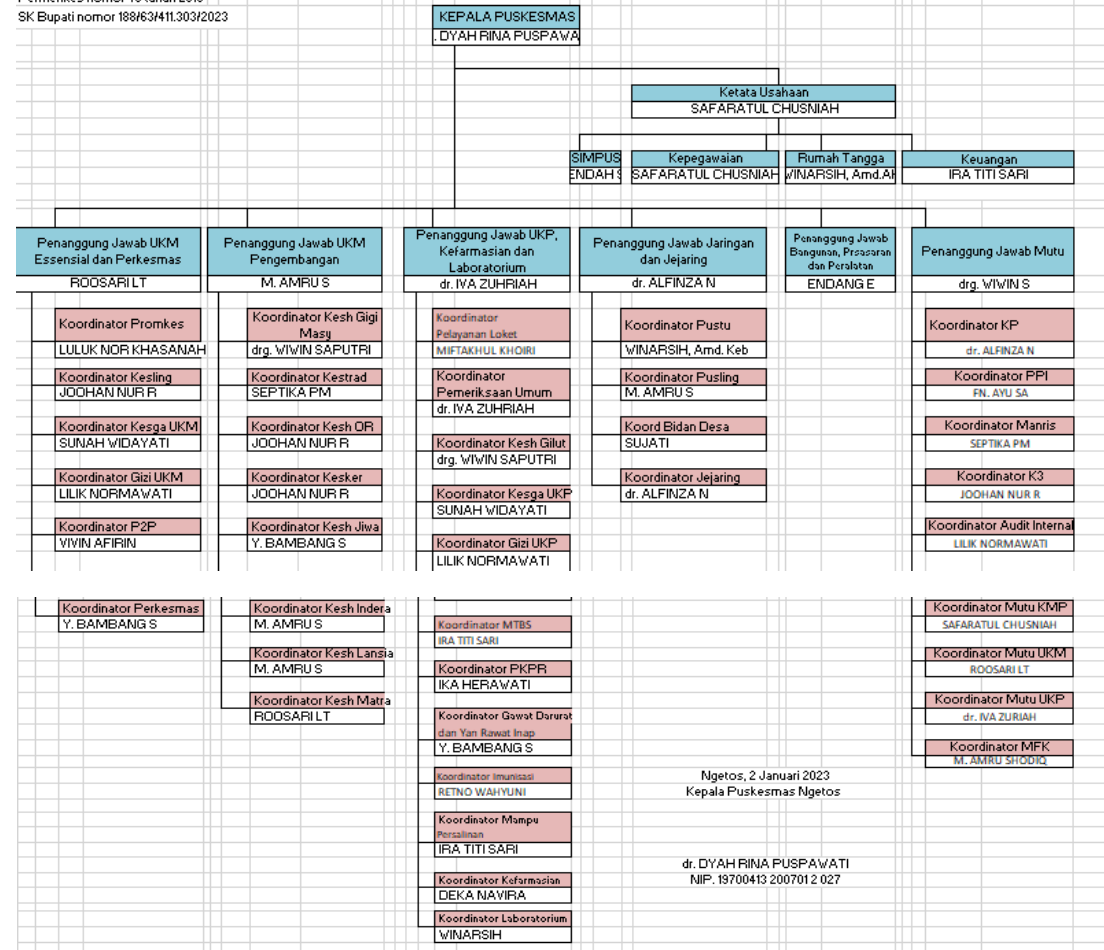 SK Bupati nomor 188/63/411.303/2023
KEPALA PUSKESMAS
. DYAH RINA PUSPAWA
Ketata Usahaan
SAFARATUL CHUSNIAH
SIMPUS
ENDAH S
Kepegawaian
SAFARATUL CHUSNIAH
Rumah Tangga
WINARSIH, Amd.AK
Keuangan
IRA TITI SARI
Penanggung Jawab UKM
Essensial dan Perkesmas
ROOSARI LT
Penanggung Jawab UKM
Pengembangan
M. AMRU S
Penanggung Jawab UKP,
Kefarmasian dan
Laboratorium
dr. IVA ZUHRIAH
Penanggung Jawab Jaringan
dan Jejaring
dr. ALFINZA N
Penanggung Jawab
Bangunan, Prsasaran
dan Peralatan
ENDANG E
Penanggung Jawab Mutu
drg. WIWIN S
Koordinator Promkes
LULUK NOR KHASANAH
Koordinator Kesling
JOOHAN NUR R
Koordinator Kesga UKM
SUNAH WIDAYATI
Koordinator Gizi UKM
LILIK NORMAWATI
Koordinator P2P
VIVIN AFIRIN
Koordinator Kesh Gigi
Masy
drg. WIWIN SAPUTRI
Koordinator Kestrad
SEPTIKA PM
Koordinator Kesh OR
JOOHAN NUR R
Koordinator Kesker
JOOHAN NUR R
Koordinator Kesh Jiwa
Y. BAMBANG S
Koordinator
Pelayanan Loket
MIFTAKHUL KHOIRI
Koordinator
Pemeriksaan Umum
dr. IVA ZUHRIAH
Koordinator Kesh Gilut
drg. WIWIN SAPUTRI
Koordinator Kesga UKP
SUNAH WIDAYATI
Koordinator Gizi UKP
LILIK NORMAWATI
Koordinator Pustu
WINARSIH, Amd. Keb
Koordinator Pusling
M. AMRU S
Koord Bidan Desa
SUJATI
Koordinator Jejaring
dr. ALFINZA N
Koordinator KP
dr. ALFINZA N
Koordinator PPI
FN. AYU SA
Koordinator Manris
SEPTIKA PM
Koordinator K3
JOOHAN NUR R
Koordinator Audit Internal
LILIK NORMAWATI
Koordinator Perkesmas
Y. BAMBANG S
Koordinator Kesh Indera
M. AMRU S
Koordinator Kesh Lansia
M. AMRU S
Koordinator Kesh Matra
ROOSARI LT
Koordinator MTBS
IRA TITI SARI
Koordinator PKPR
IKA HERAWATI
Koordinator Gawat Darurat
dan Yan Rawat Inap
Y. BAMBANG S
Koordinator Imunisasi
RETNO WAHYUNI
Koordinator Mampu
Persalinan
IRA TITI SARI
Koordinator Kefarmasian
DEKA NAVIRA
Koordinator Laboratorium
WINARSIH
Koordinator Mutu KMP
SAFARATUL CHUSNIAH
Koordinator Mutu UKM
ROOSARI LT
Koordinator Mutu UKP
dr. IVA ZURIAH
Koordinator MFK
M. AMRU SHODIQ
Ngetos, 2 Januari 2023
Kepala Puskesmas Ngetos
dr. DYAH RINA PUSPAWATI
NIP. 19700413 200701 2 027